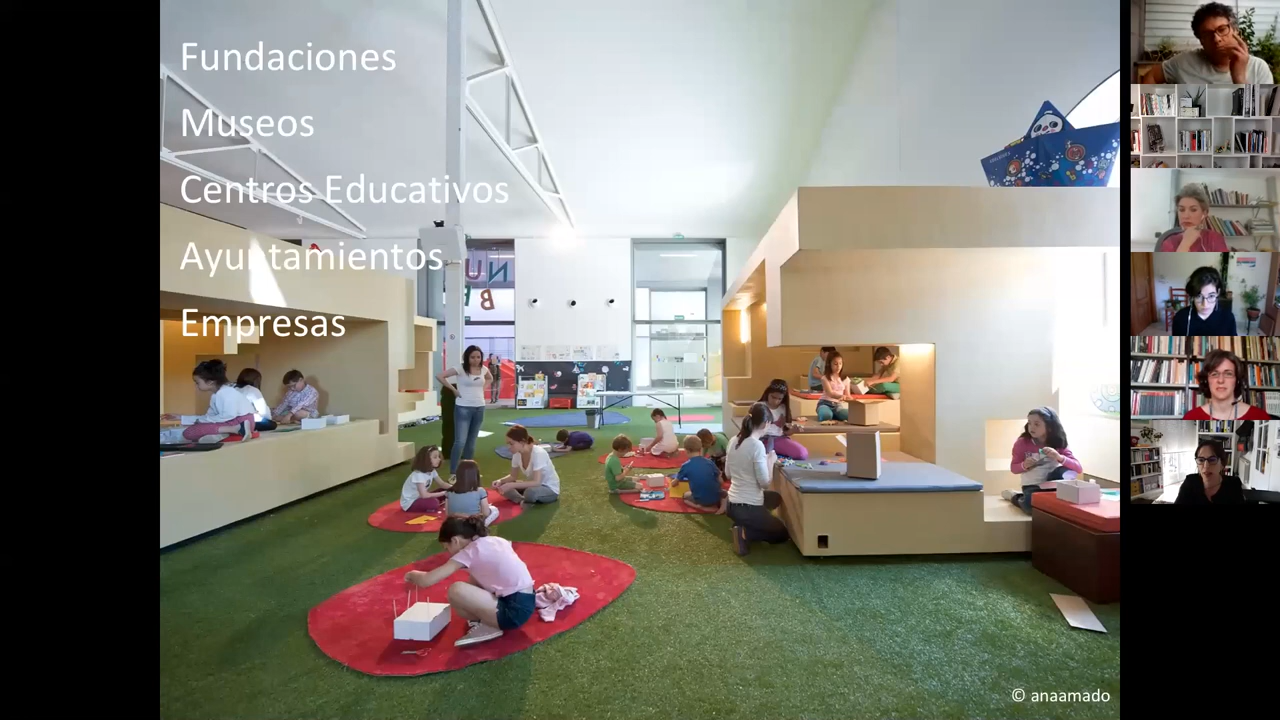 Fundaciones
Museos
Centros Educativos
Ayuntamientos
Empresas
© anaamado